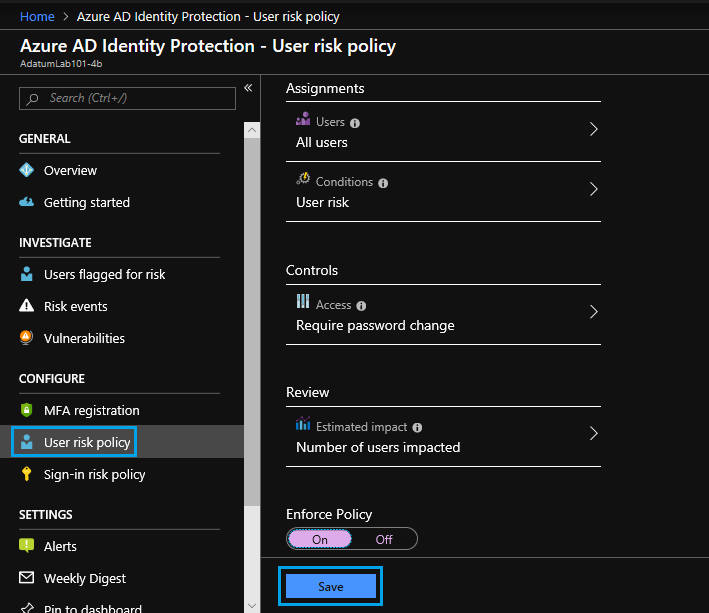 Home > Azure AD Identity Protection - User risk policy
Azure AD Identity Protection - User risk policy
AdatumLab101-4b
Search (Ctrl+/)
GENERAL
Overview
Getting started
INVESTIGATE
Users flagged for risk
Risk events
Vulnerabilities
CONFIGURE
MFA registration
User risk policy
Sign-in risk policy
SETTINGS
Alerts
Weekly Digest
Pin to dashboard
Assignments
Users
All users
Conditions
User risk
Controls
Access
Require password change
Review
Estimated impact
Number of users impacted
Enforce Policy
On Off
Save